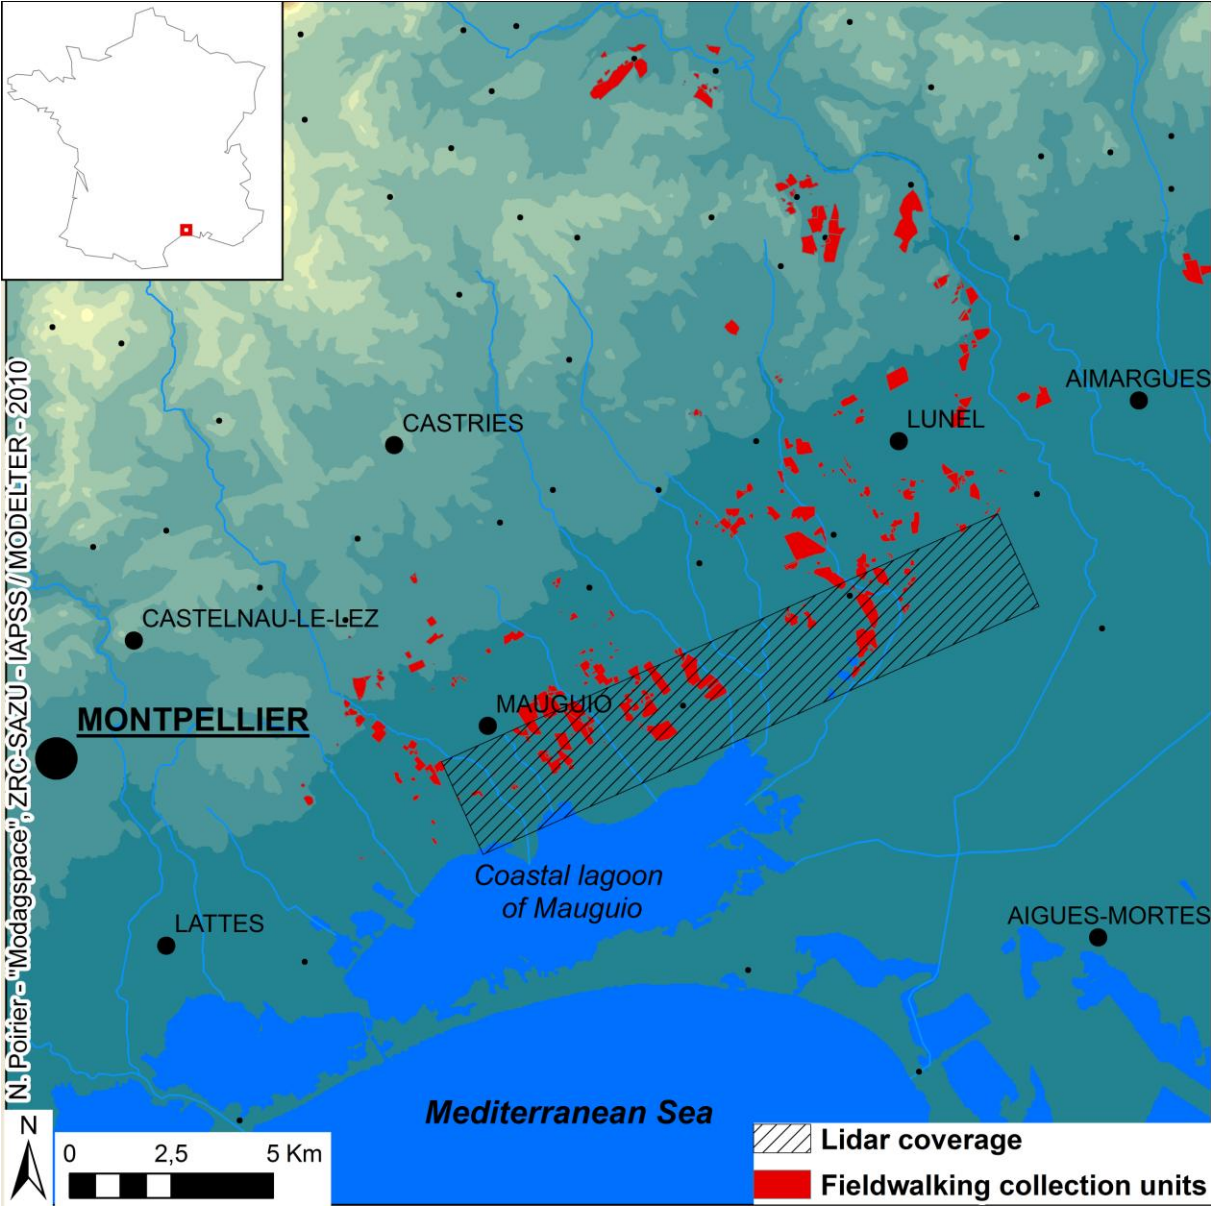 AIMARGUES
CASTRIES
LUNEL
CASTELNAU-LE-LEZ
MAUGUIO
MONTPELLIER
Coastal lagoon
of Mauguio
LATTES
AIGUES-MORTES
N. Poirier - "Modagspace", ZRC-SAZU - IAPSS / MODELTER - 2010
Mediterranean Sea
N
0 2,5 5 Km
Lidar coverage
Fieldwalking collection units